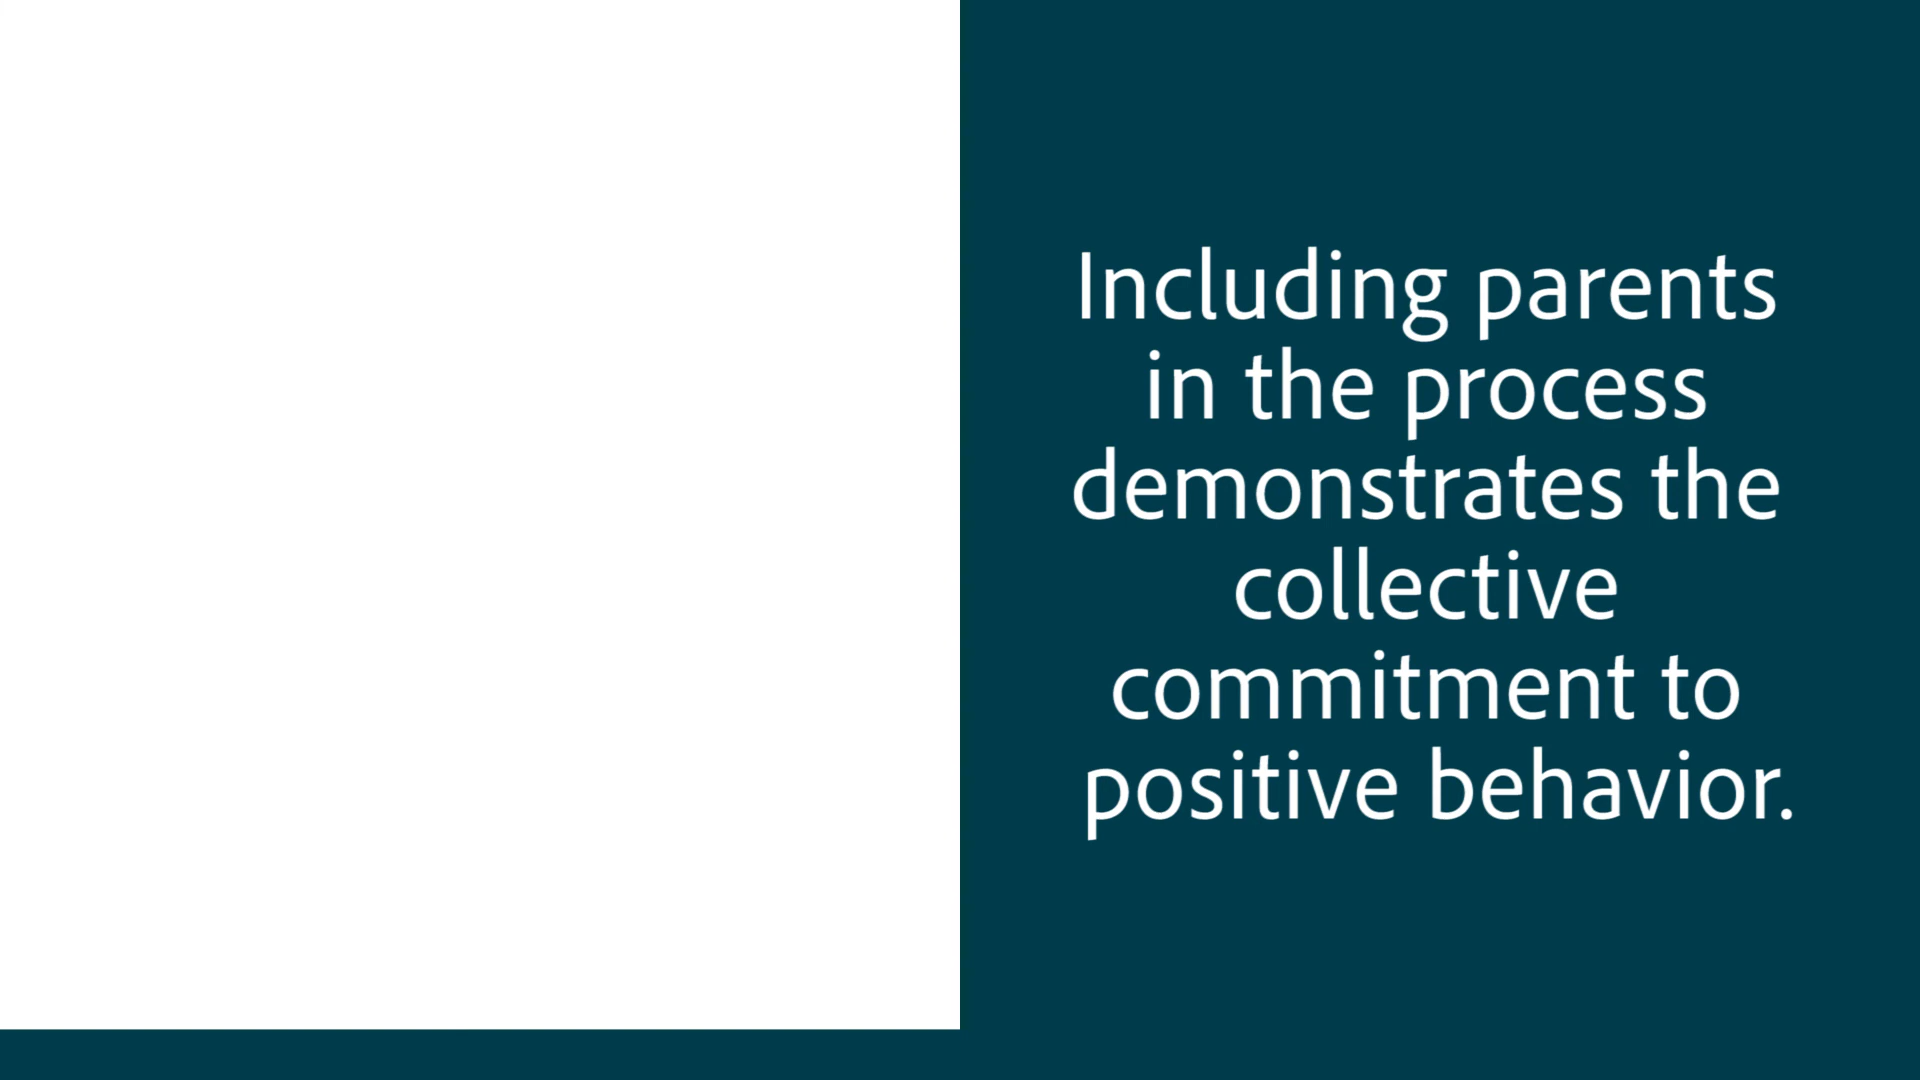 Including parents
in the process
demonstrates the
collective
commitment to
positive behavior.